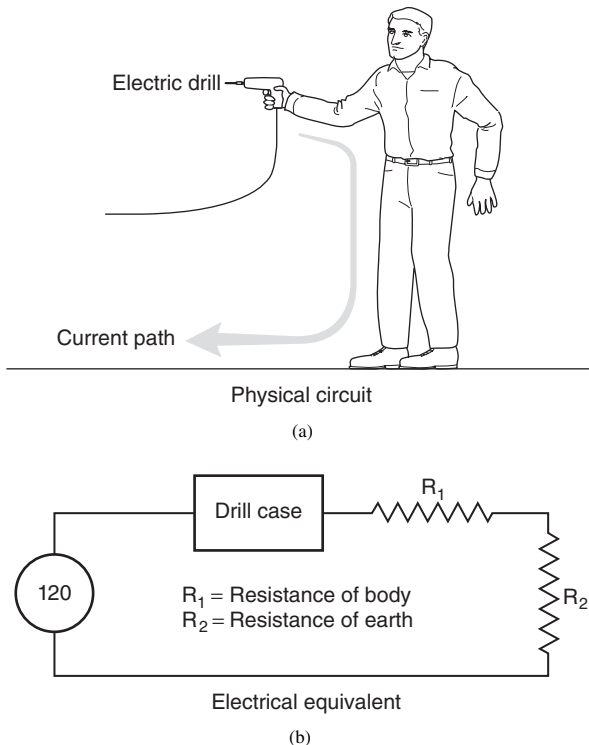 Electric drill
Current path
Physical circuit
(a)
Drill case
R₁
120
R₁ = Resistance of body
R₂ = Resistance of earth
R₂
Electrical equivalent
(b)